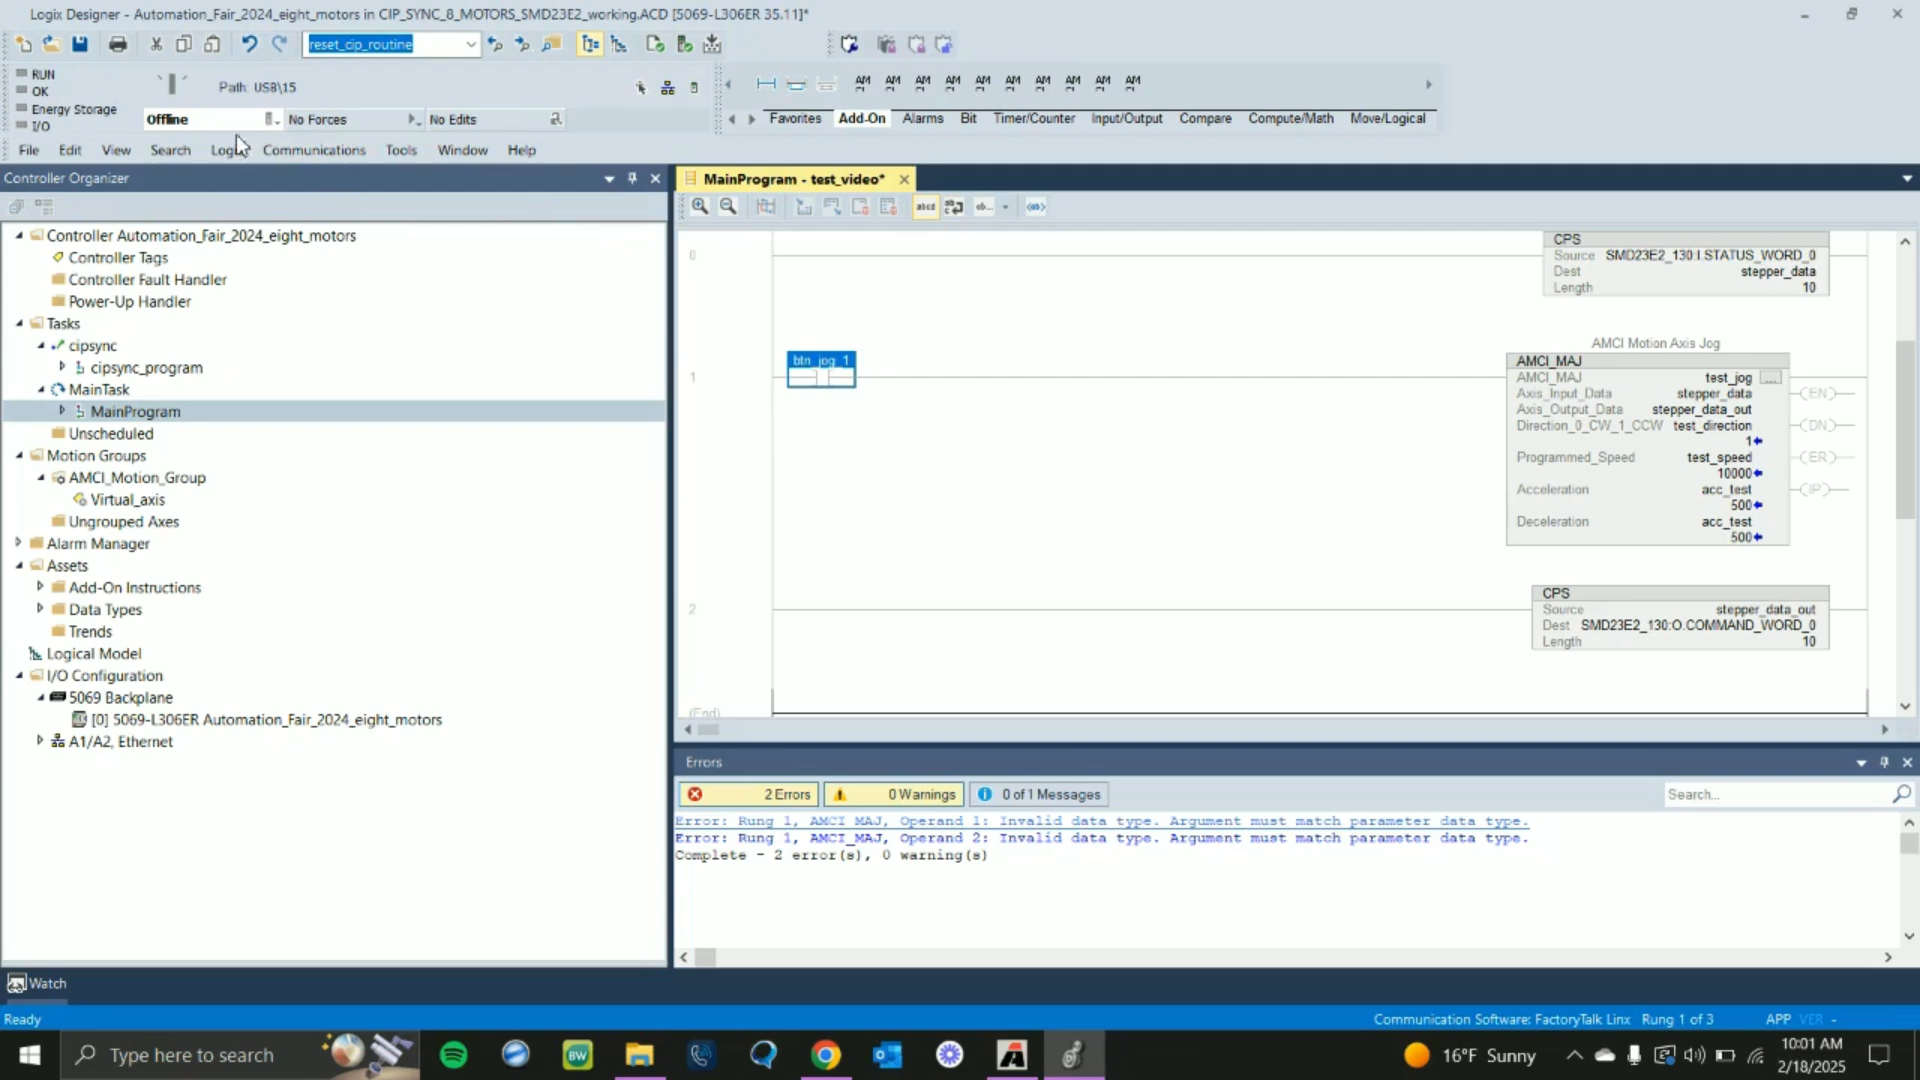 Logix Designer - Automation_Fair_2024_eight_motors in CIP_SYNC_8_MOTORS_SMD23E2_working.ACD [5069-L306ER 35.11]*
reset_cip_routine
RUN
OK
Energy Storage
I/O
Path: USB\15
Offline
No Forces
No Edits
Favorites Add-On Alarms Bit Timer/Counter Input/Output Compare Compute/Math Move/Logical
File Edit View Search Logic Communications Tools Window Help
Controller Organizer
Controller Automation_Fair_2024_eight_motors
Controller Tags
Controller Fault Handler
Power-Up Handler
Tasks
cipsync
cipsync_program
MainTask
MainProgram
Unscheduled
Motion Groups
AMCI_Motion_Group
Virtual_axis
Ungrouped Axes
Alarm Manager
Assets
Add-On Instructions
Data Types
Trends
Logical Model
I/O Configuration
5069 Backplane
[0] 5069-L306ER Automation_Fair_2024_eight_motors
A1/A2, Ethernet
MainProgram - test_video*
0
CPS
Source SMD23E2_130:I.STATUS_WORD_0
Dest stepper_data
Length 10
1
btn_jog_1
AMCI Motion Axis Jog
AMCI_MAJ
AMCI_MAJ test_jog ...
Axis_Input_Data stepper_data (EN)
Axis_Output_Data stepper_data_out
Direction_0_CW_1_CCW test_direction (DN)
1
Programmed_Speed test_speed (ER)
10000
Acceleration acc_test (IP)
500
Deceleration acc_test
500
2
CPS
Source stepper_data_out
Dest SMD23E2_130:O.COMMAND_WORD_0
Length 10
(End)
Errors
2 Errors 0 Warnings 0 of 1 Messages Search...
Error: Rung 1, AMCI_MAJ, Operand 1: Invalid data type. Argument must match parameter data type.
Error: Rung 1, AMCI_MAJ, Operand 2: Invalid data type. Argument must match parameter data type.
Complete - 2 error(s), 0 warning(s)
Watch
Ready
Communication Software: FactoryTalk Linx Rung 1 of 3 APP VER
Type here to search
BW
16°F Sunny
10:01 AM
2/18/2025